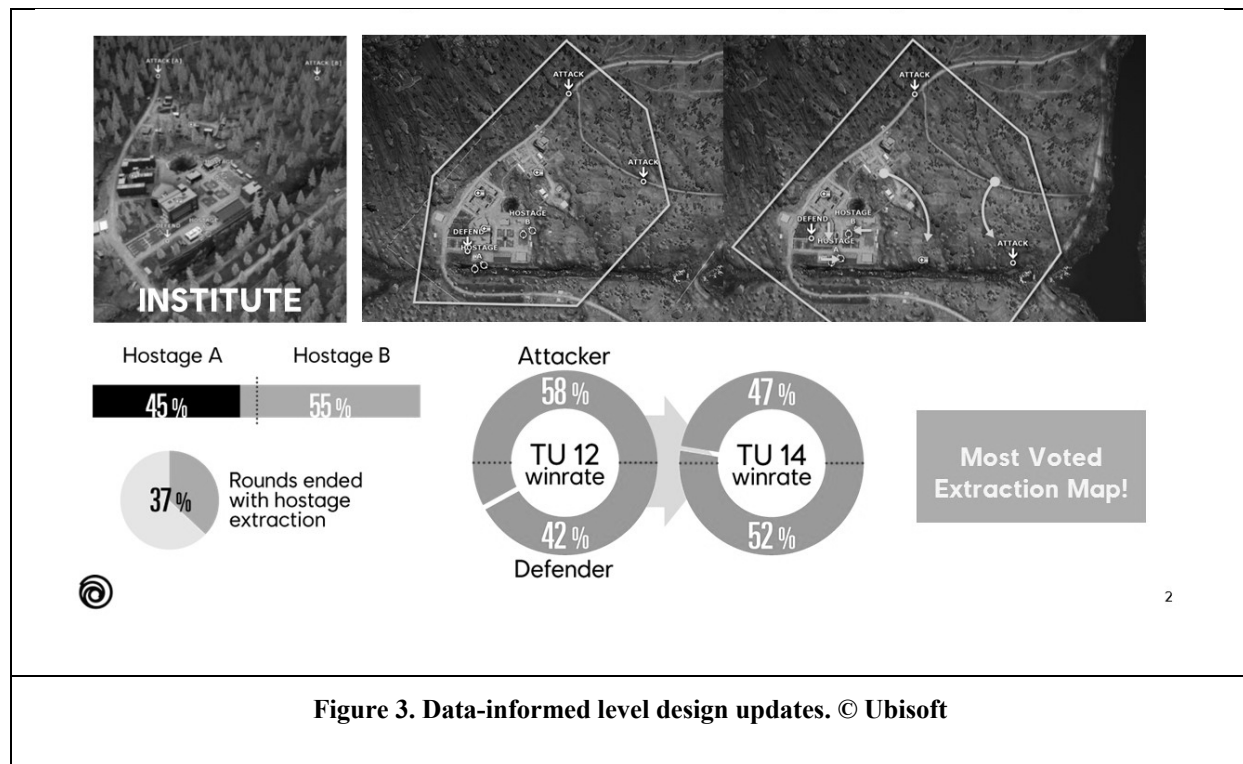 ATTACK [A]
ATTACK [B]
HOSTAGE
DEFEND
INSTITUTE
ATTACK
ATTACK
HOSTAGE
B
DEFEND
HOSTAGE
A
ATTACK
DEFEND
HOSTAGE
B
HOSTAGE
ATTACK
Hostage A
Hostage B
45 %
55 %
37 %
Rounds ended
with hostage
extraction
Attacker
58 %
TU 12
winrate
42 %
Defender
47 %
TU 14
winrate
52 %
Most Voted
Extraction Map!
2
Figure 3. Data-informed level design updates. © Ubisoft